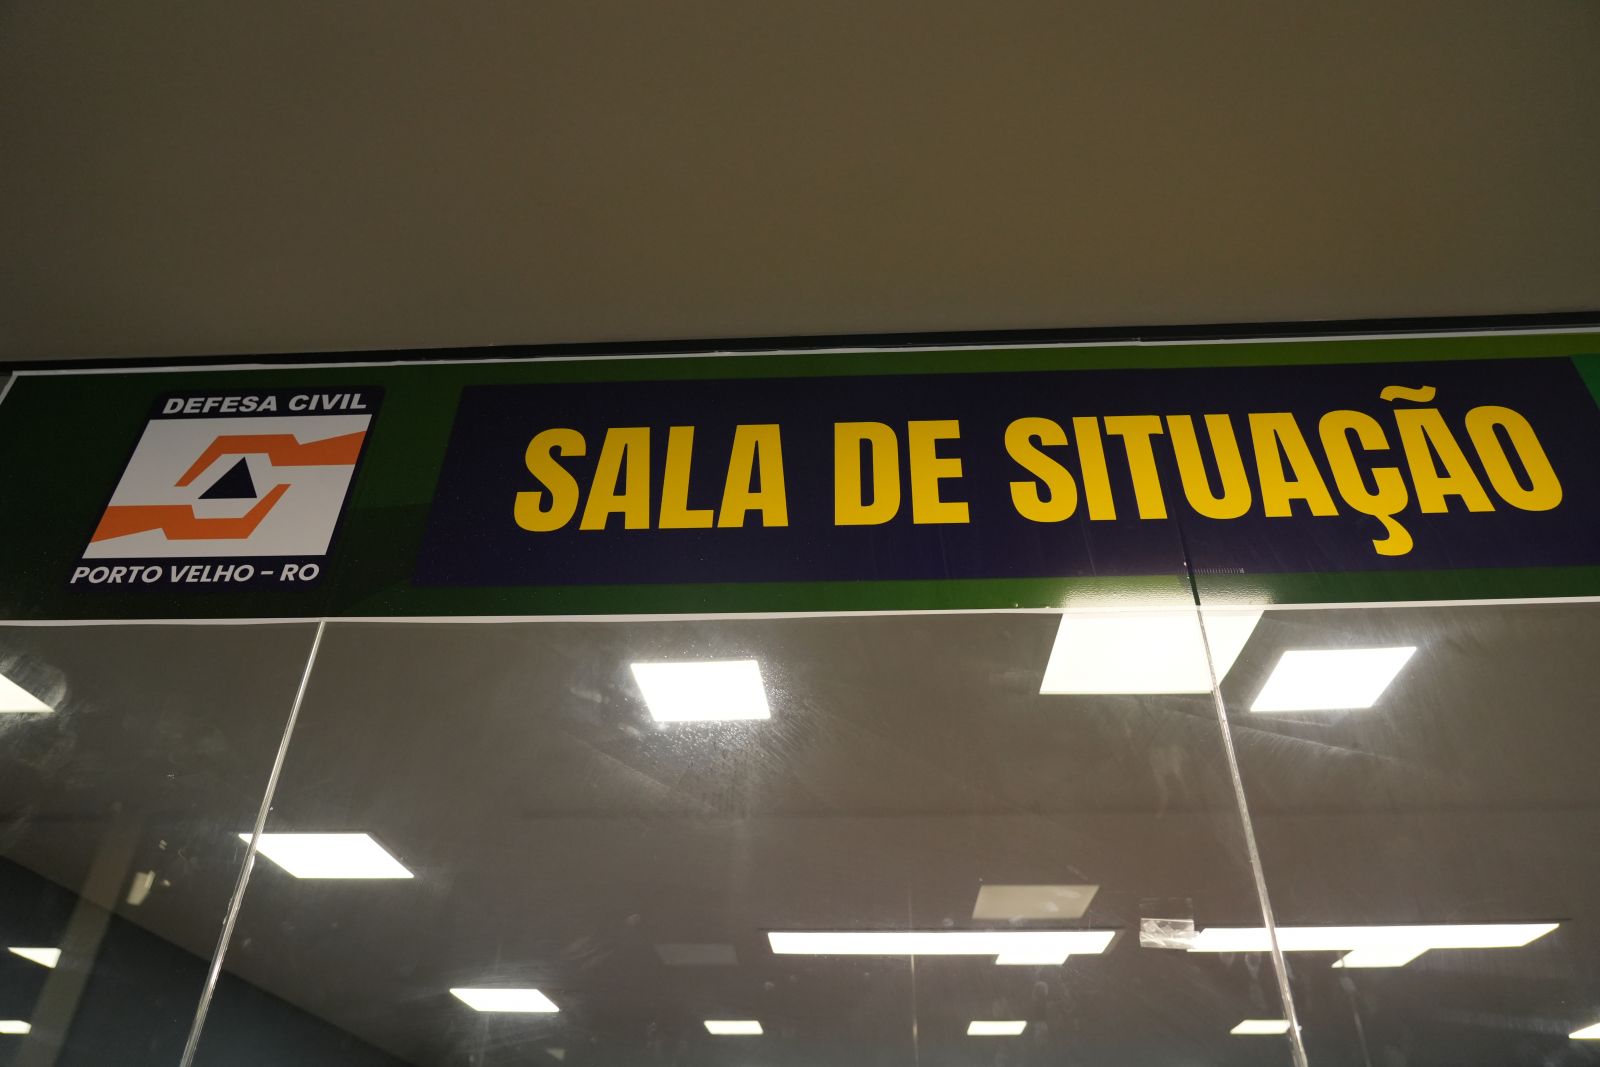 DEFESA CIVIL
PORTO VELHO - RO
SALA DE SITUAÇÃO